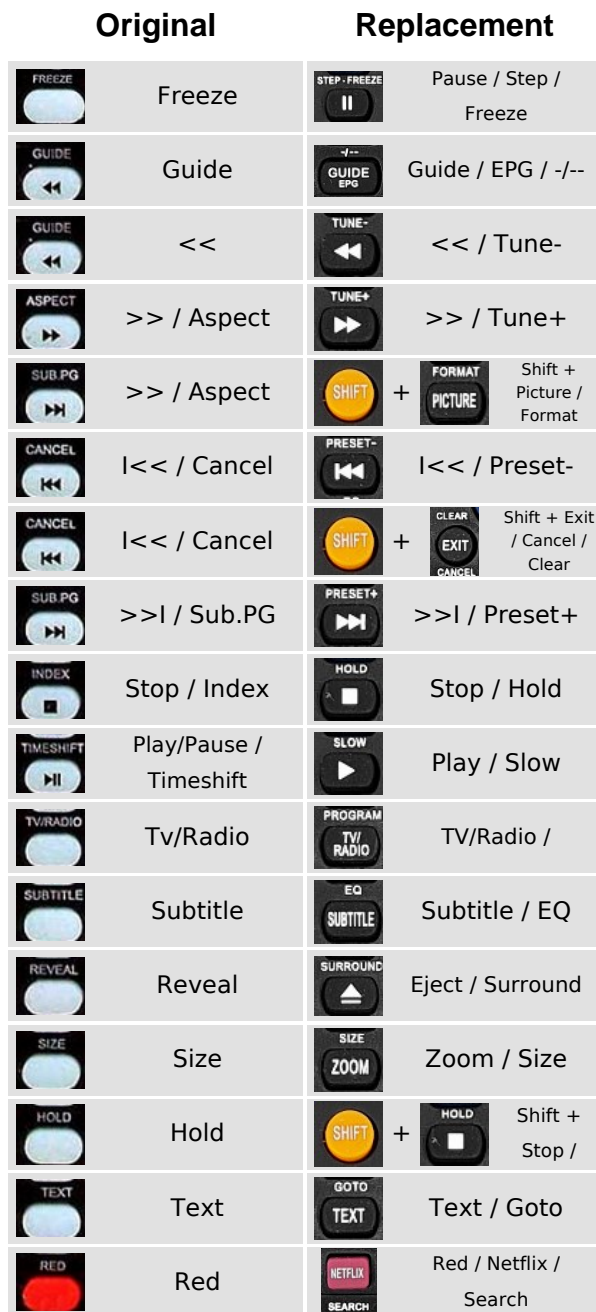 Original Replacement
FREEZE Freeze STEP-FREEZE Pause / Step / Freeze
GUIDE Guide -/-- GUIDE EPG Guide / EPG / -/--
GUIDE << TUNE- << / Tune-
ASPECT >> / Aspect TUNE+ >> / Tune+
SUB.PG >> / Aspect SHIFT + FORMAT PICTURE Shift + Picture / Format
CANCEL I<< / Cancel PRESET- I<< / Preset-
CANCEL I<< / Cancel SHIFT + CLEAR EXIT CANCEL Shift + Exit / Cancel / Clear
SUB.PG >>I / Sub.PG PRESET+ >>I / Preset+
INDEX Stop / Index HOLD Stop / Hold
TIMESHIFT Play/Pause / Timeshift SLOW Play / Slow
TV/RADIO Tv/Radio PROGRAM TV/ RADIO TV/Radio /
SUBTITLE Subtitle EQ SUBTITLE Subtitle / EQ
REVEAL Reveal SURROUND Eject / Surround
SIZE Size SIZE ZOOM Zoom / Size
HOLD Hold SHIFT + HOLD Shift + Stop /
TEXT Text GOTO TEXT Text / Goto
RED Red NETFLIX SEARCH Red / Netflix / Search